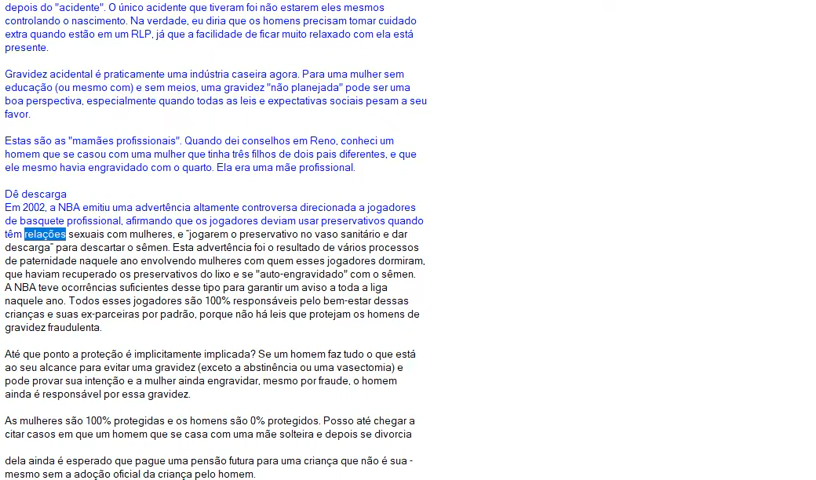 depois do "acidente". O único acidente que tiveram foi não estarem eles mesmos
controlando o nascimento. Na verdade, eu diria que os homens precisam tomar cuidado
extra quando estão em um RLP, já que a facilidade de ficar muito relaxado com ela está
presente.
Gravidez acidental é praticamente uma indústria caseira agora. Para uma mulher sem
educação (ou mesmo com) e sem meios, uma gravidez "não planejada" pode ser uma
boa perspectiva, especialmente quando todas as leis e expectativas sociais pesam a seu
favor.
Estas são as "mamães profissionais". Quando dei conselhos em Reno, conheci um
homem que se casou com uma mulher que tinha três filhos de dois pais diferentes, e que
ele mesmo havia engravidado com o quarto. Ela era uma mãe profissional.
Dê descarga
Em 2002, a NBA emitiu uma advertência altamente controversa direcionada a jogadores
de basquete profissional, afirmando que os jogadores deviam usar preservativos quando
têm relações sexuais com mulheres, e "jogarem o preservativo no vaso sanitário e dar
descarga" para descartar o sêmen. Esta advertência foi o resultado de vários processos
de paternidade naquele ano envolvendo mulheres com quem esses jogadores dormiram,
que haviam recuperado os preservativos do lixo e se "auto-engravidado" com o sêmen.
A NBA teve ocorrências suficientes desse tipo para garantir um aviso a toda a liga
naquele ano. Todos esses jogadores são 100% responsáveis pelo bem-estar dessas
crianças e suas ex-parceiras por padrão, porque não há leis que protejam os homens de
gravidez fraudulenta.
Até que ponto a proteção é implicitamente implicada? Se um homem faz tudo o que está
ao seu alcance para evitar uma gravidez (exceto a abstinência ou uma vasectomia) e
pode provar sua intenção e a mulher ainda engravidar, mesmo por fraude, o homem
ainda é responsável por essa gravidez.
As mulheres são 100% protegidas e os homens são 0% protegidos. Posso até chegar a
citar casos em que um homem que se casa com uma mãe solteira e depois se divorcia
dela ainda é esperado que pague uma pensão futura para uma criança que não é sua -
mesmo sem a adoção oficial da criança pelo homem.